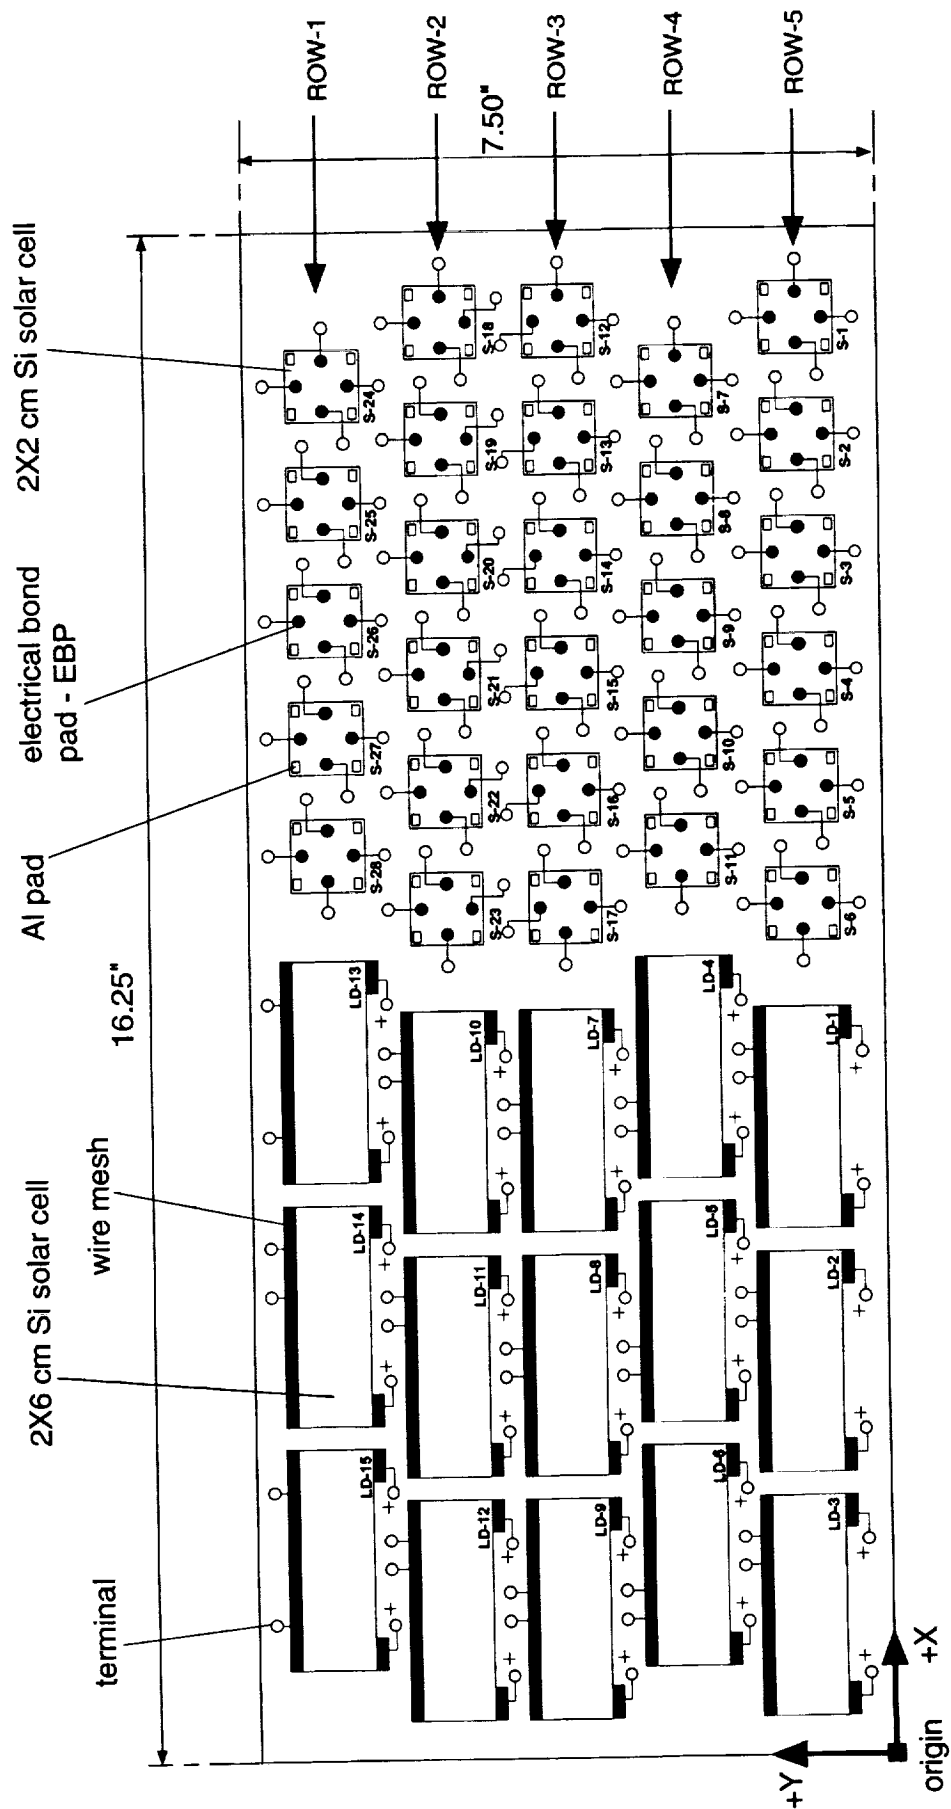 16.25"
terminal
2X6 cm Si solar cell
wire mesh
Al pad
electrical bond
pad - EBP
2X2 cm Si solar cell
7.50"
ROW-1
LD-15
LD-14
LD-13
S-28
S-27
S-26
S-25
S-24
+ + + + + +
ROW-2
LD-12
LD-11
LD-10
S-23
S-22
S-21
S-20
S-19
S-18
+ + + + + +
ROW-3
LD-9
LD-8
LD-7
S-17
S-16
S-15
S-14
S-13
S-12
+ + + + + +
ROW-4
LD-6
LD-5
LD-4
S-11
S-10
S-9
S-8
S-7
+ + + + + +
ROW-5
LD-3
LD-2
LD-1
S-6
S-5
S-4
S-3
S-2
S-1
+ + + + + +
+Y
+X
origin